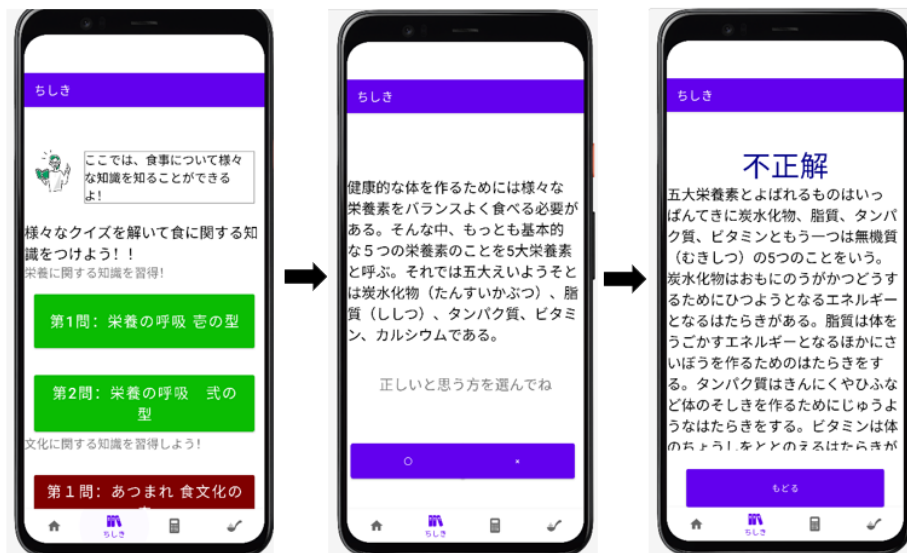 ちしき
ここでは、食事について様々
な知識を知ることができる
よ!
様々なクイズを解いて食に関する知
識をつけよう!!
栄養に関する知識を習得!
第1問: 栄養の呼吸 壱の型
第2問: 栄養の呼吸 弐の
型
文化に関する知識を習得しよう!
第1問: あつまれ 食文化の
ちしき
ちしき
健康的な体を作るためには様々な
栄養素をバランスよく食べる必要が
ある。そんな中、もっとも基本的
な5つの栄養素のことを5大栄養素
と呼ぶ。それでは五大えいようそと
は炭水化物(たんすいかぶつ)、脂
質(ししつ)、タンパク質、ビタミ
ン、カルシウムである。
正しいと思う方を選んでね
○ ×
ちしき
ちしき
不正解
五大栄養素とよばれるものはいっ
ぱんてきに炭水化物、脂質、タンパ
ク質、ビタミンともう一つは無機質
(むきしつ)の5つのことをいう。
炭水化物はおもにのうがかつどうす
るためにひつようとなるエネルギー
となるはたらきがある。脂質は体を
うごかすエネルギーとなるほかにさ
いぼうを作るためのはたらきをす
る。タンパク質はきんにくやひふな
ど体のそしきを作るためにじゅうよ
うなはたらきをする。ビタミンは体
のちょうしをととのえるはたらきが
もどる
ちしき